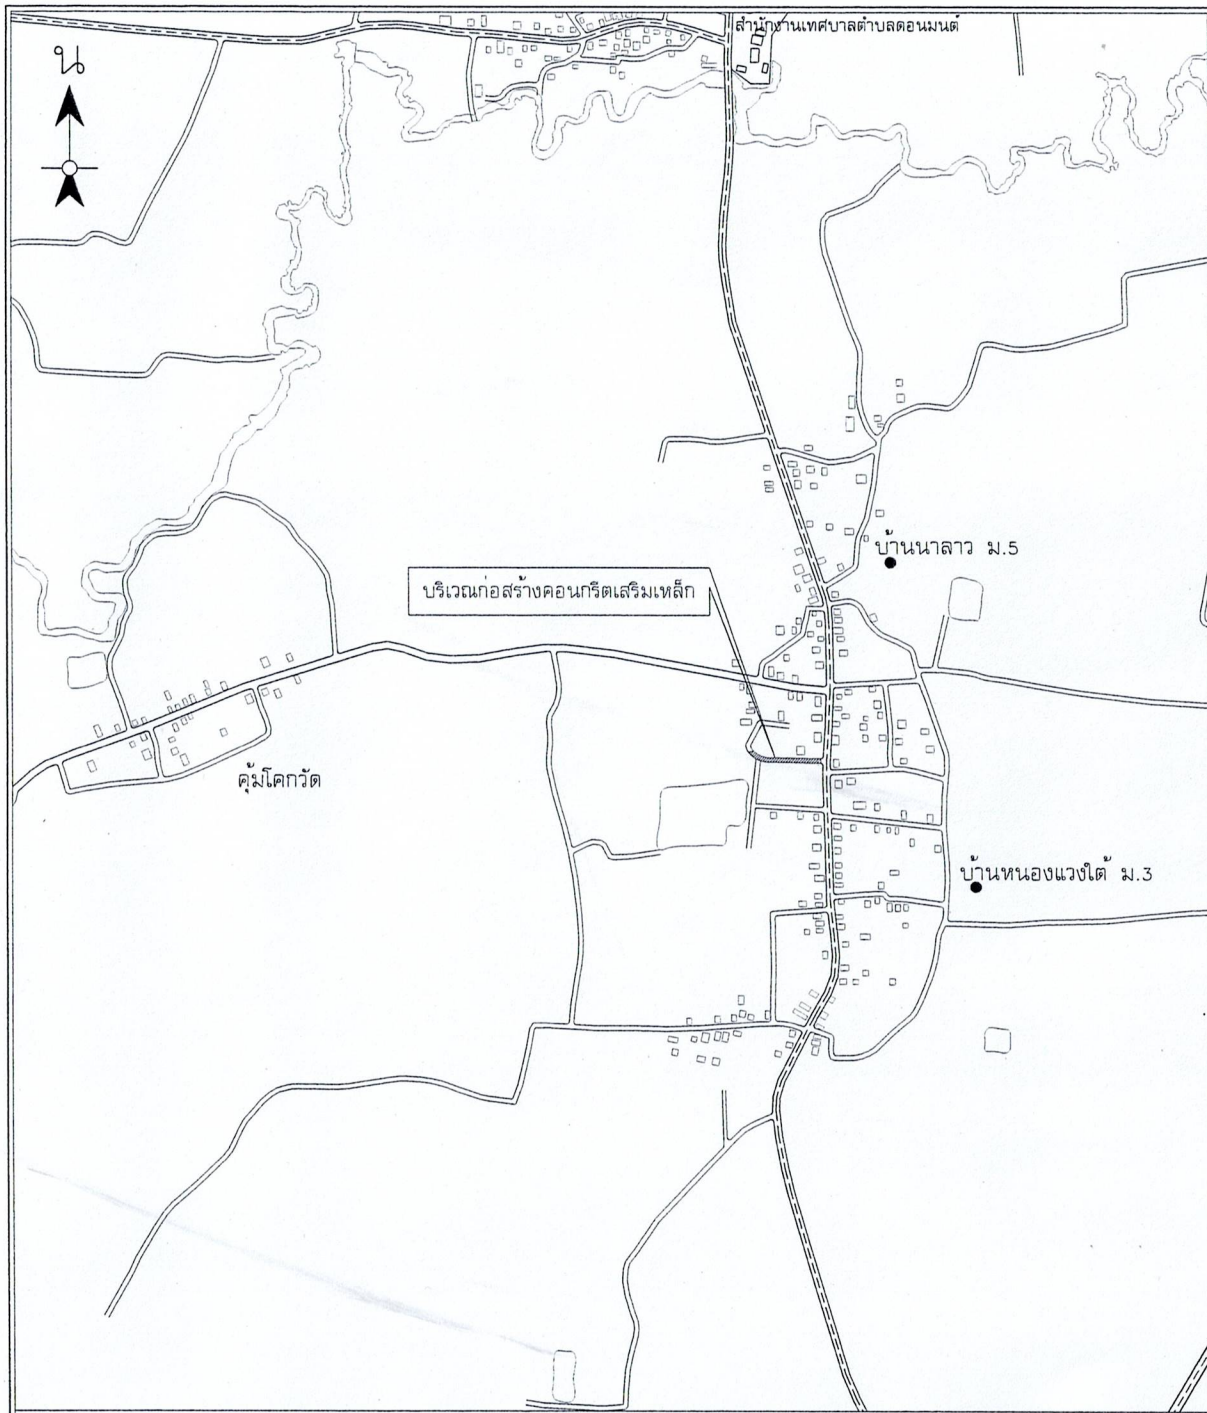 สำนักงานเทศบาลตำบลดอนมนต์
น
บ้านนาลาว ม.5
บริเวณก่อสร้างคอนกรีตเสริมเหล็ก
คุ้มโคกวัด
บ้านหนองแวงใต้ ม.3